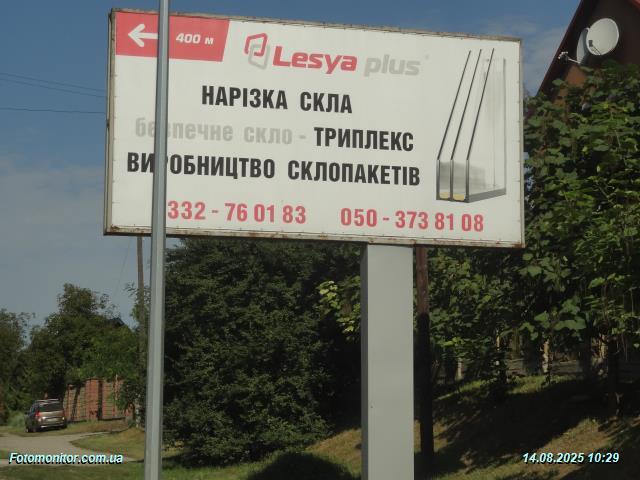 400 м
Lesya plus
НАРІЗКА СКЛА
безпечне скло - ТРИПЛЕКС
ВИРОБНИЦТВО СКЛОПАКЕТІВ
332 - 76 01 83 050 - 373 81 08
Fotomonitor.com.ua 14.08.2025 10:29